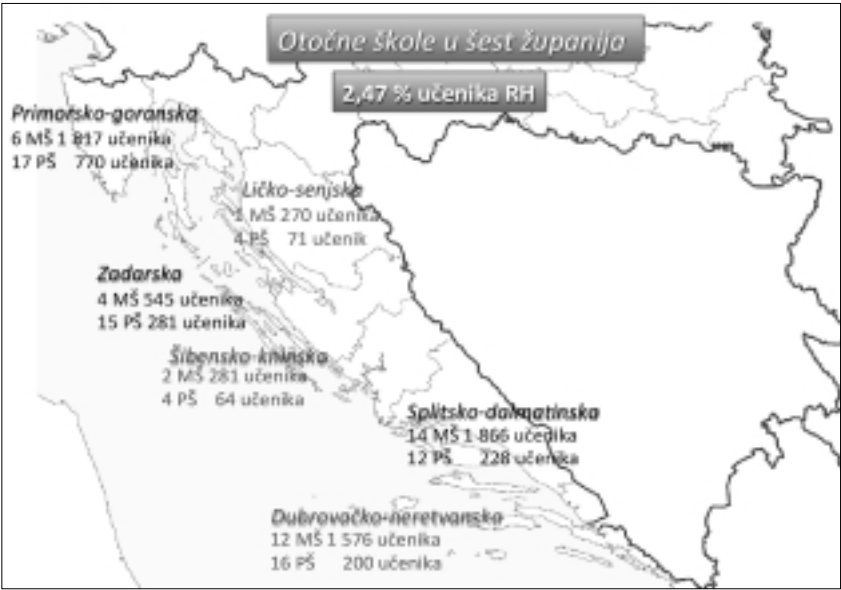 Otočne škole u šest županija
2,47 % učenika RH
Primorsko-goranska
6 MŠ 1 817 učenika
17 PŠ 770 učenika
Ličko-senjska
1 MŠ 270 učenika
4 PŠ 71 učenik
Zadarska
4 MŠ 545 učenika
15 PŠ 281 učenika
Šibensko-kninska
2 MŠ 281 učenika
4 PŠ 64 učenika
Splitsko-dalmatinska
14 MŠ 1 866 učenika
12 PŠ 228 učenika
Dubrovačko-neretvanska
12 MŠ 1 576 učenika
16 PŠ 200 učenika